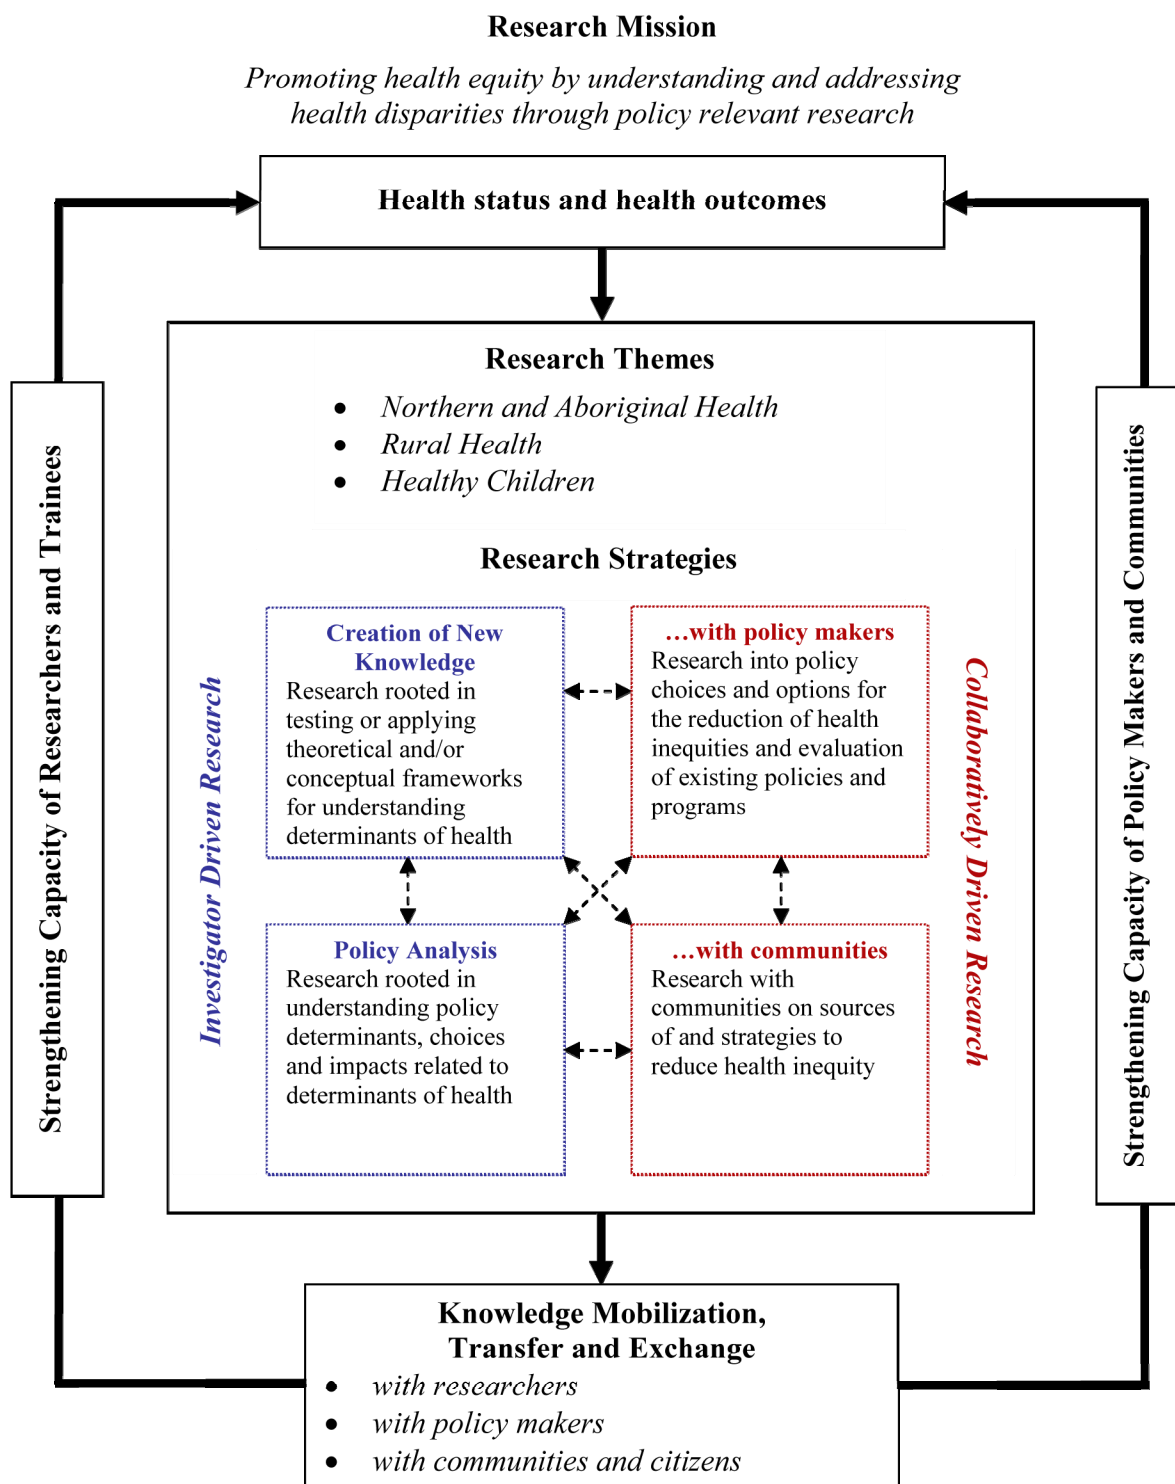 Research Mission
Promoting health equity by understanding and addressing
health disparities through policy relevant research
Health status and health outcomes
Strengthening Capacity of Researchers and Trainees
Research Themes
• Northern and Aboriginal Health
• Rural Health
• Healthy Children
Research Strategies
Investigator Driven Research
Creation of New
Knowledge
Research rooted in
testing or applying
theoretical and/or
conceptual frameworks
for understanding
determinants of health
…with policy makers
Research into policy
choices and options for
the reduction of health
inequities and evaluation
of existing policies and
programs
Policy Analysis
Research rooted in
understanding policy
determinants, choices
and impacts related to
determinants of health
…with communities
Research with
communities on sources
of and strategies to
reduce health inequity
Collaboratively Driven Research
Strengthening Capacity of Policy Makers and Communities
Knowledge Mobilization,
Transfer and Exchange
• with researchers
• with policy makers
• with communities and citizens